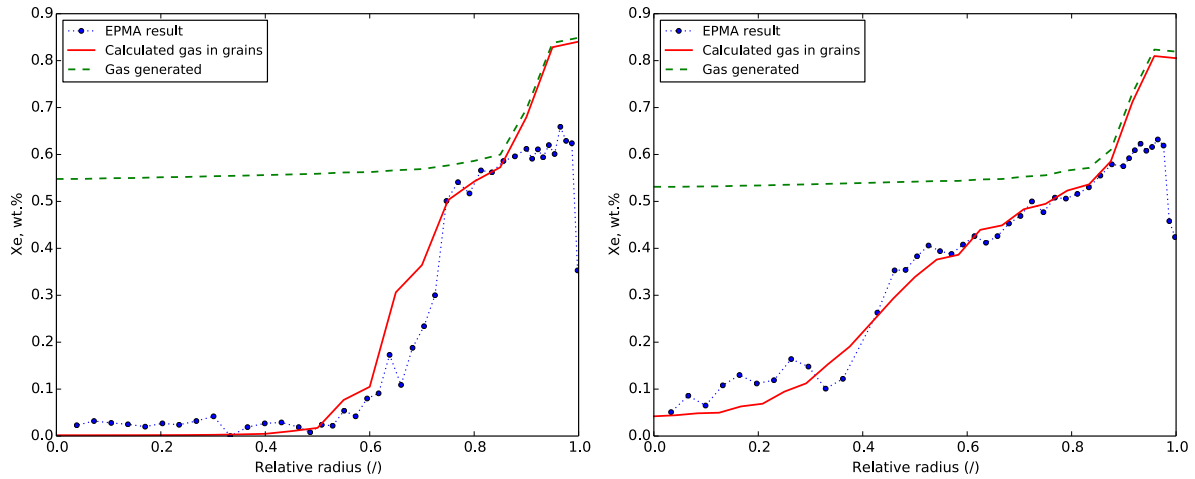 EPMA result
Calculated gas in grains
Gas generated
Xe, wt.%
0.9
0.8
0.7
0.6
0.5
0.4
0.3
0.2
0.1
0.0
0.0 0.2 0.4 0.6 0.8 1.0
Relative radius (/)
EPMA result
Calculated gas in grains
Gas generated
Xe, wt.%
0.9
0.8
0.7
0.6
0.5
0.4
0.3
0.2
0.1
0.0
0.0 0.2 0.4 0.6 0.8 1.0
Relative radius (/)